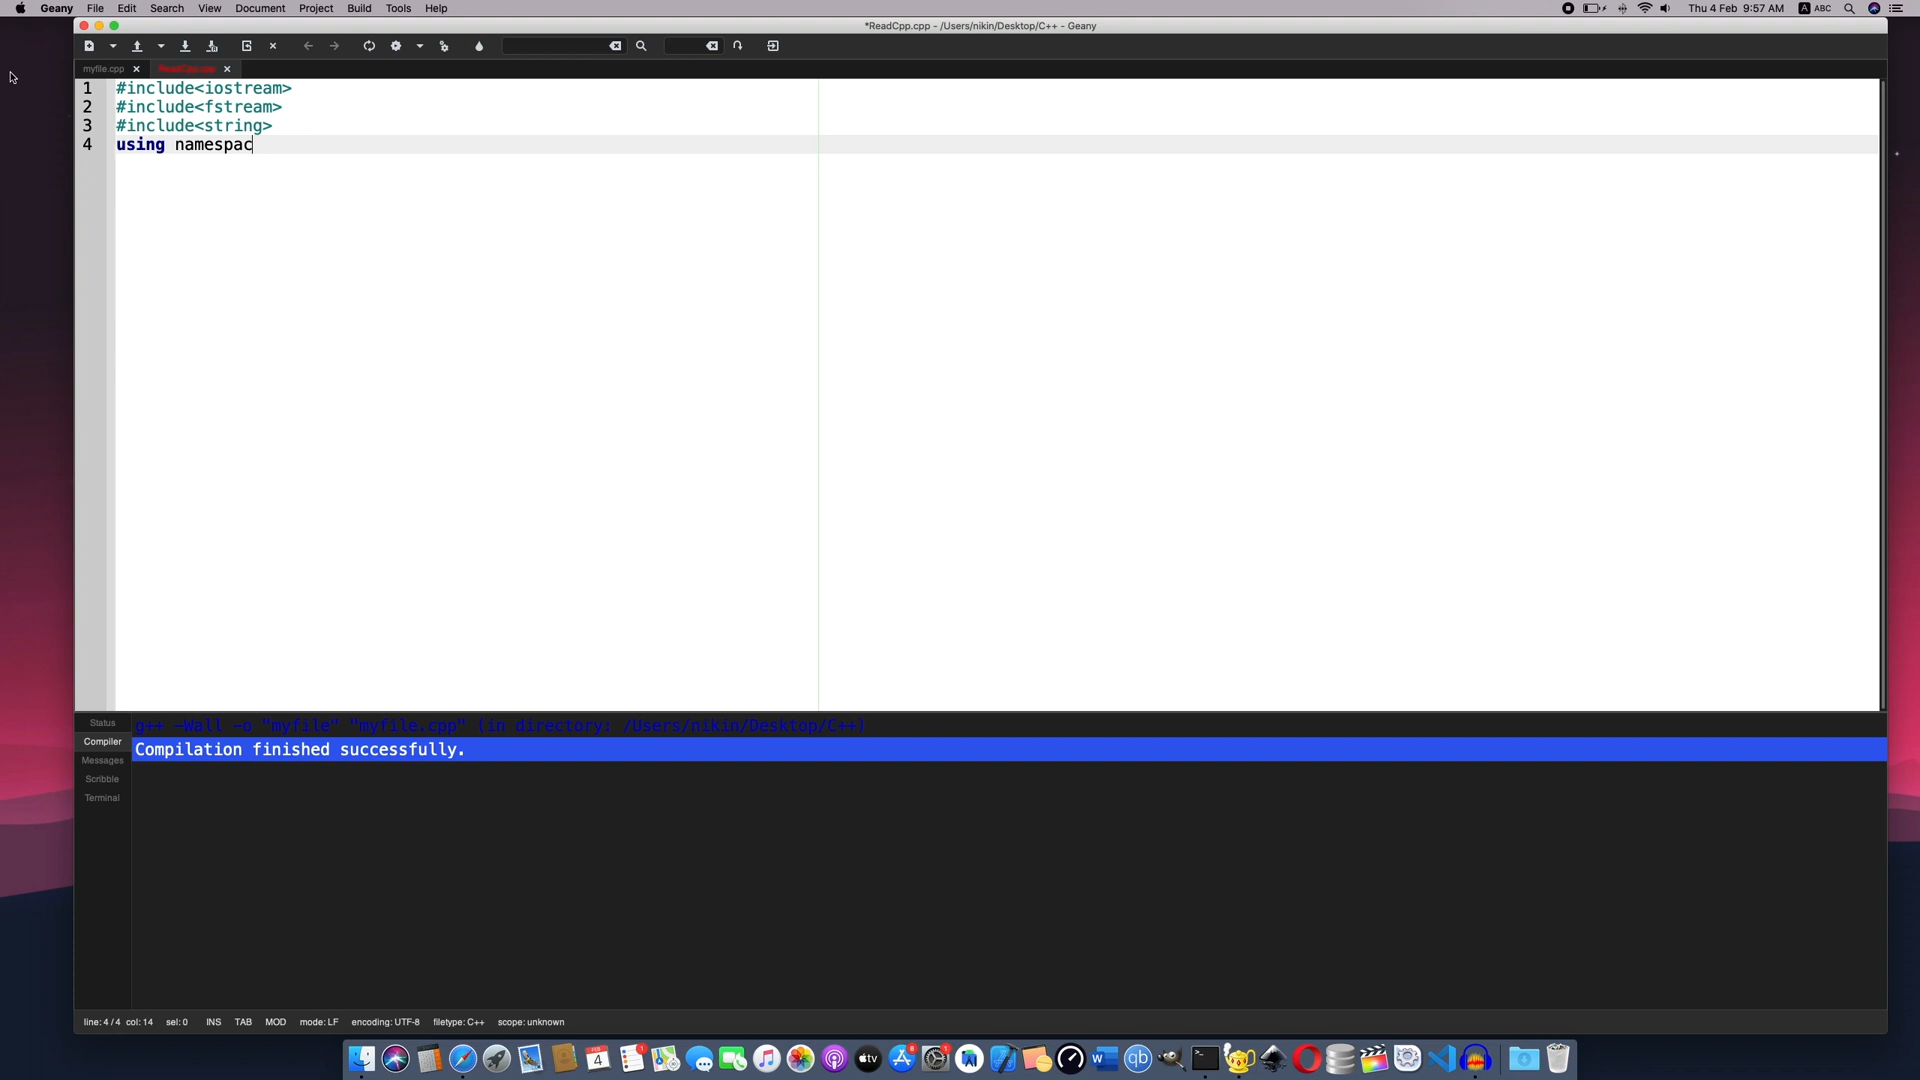 Geany File Edit Search View Document Project Build Tools Help Thu 4 Feb 9:57 AM A ABC
*ReadCpp.cpp - /Users/nikin/Desktop/C++ - Geany
myfile.cpp ReadCpp.cpp
1 #include<iostream>
2 #include<fstream>
3 #include<string>
4 using namespac
Status
g++ -Wall -o "myfile" "myfile.cpp" (in directory: /Users/nikin/Desktop/C++)
Compiler
Compilation finished successfully.
Messages
Scribble
Terminal
line: 4 / 4 col: 14 sel: 0 INS TAB MOD mode: LF encoding: UTF-8 filetype: C++ scope: unknown